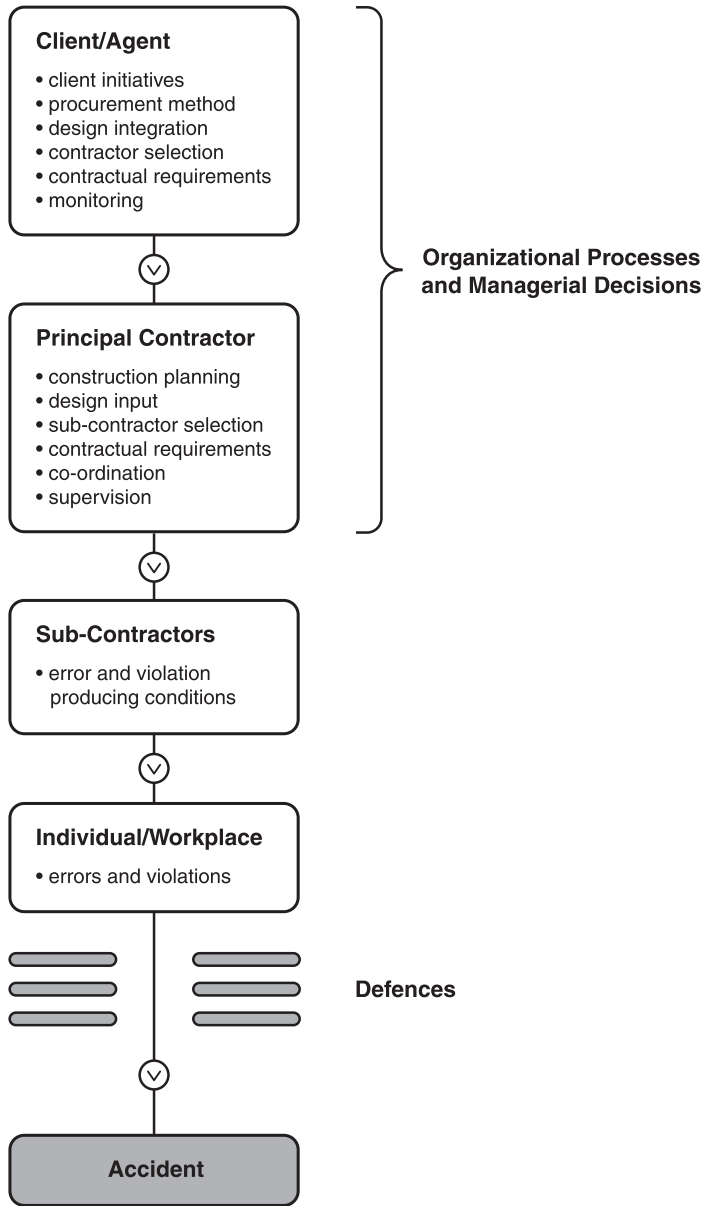 Client/Agent
• client initiatives
• procurement method
• design integration
• contractor selection
• contractual requirements
• monitoring
Organizational Processes
and Managerial Decisions
Principal Contractor
• construction planning
• design input
• sub-contractor selection
• contractual requirements
• co-ordination
• supervision
Sub-Contractors
• error and violation
producing conditions
Individual/Workplace
• errors and violations
Defences
Accident